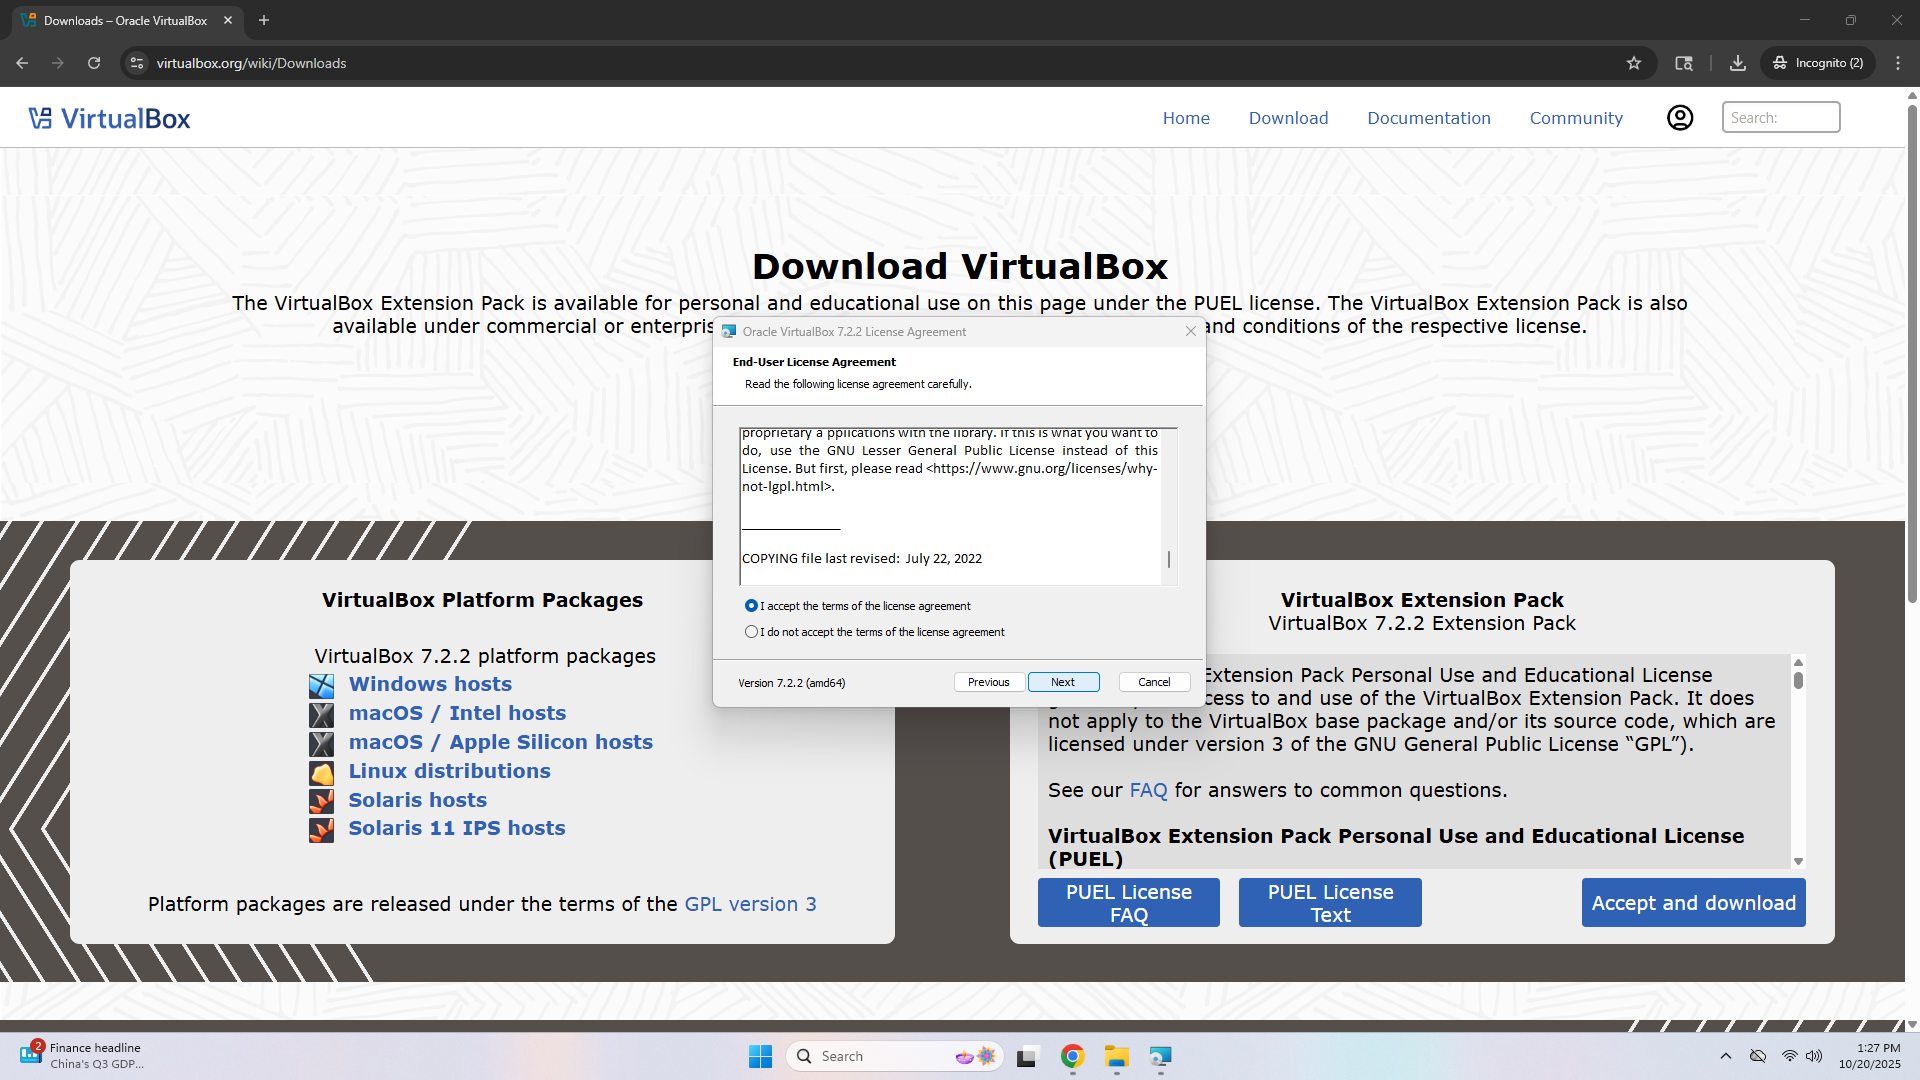 Downloads – Oracle VirtualBox
virtualbox.org/wiki/Downloads
Incognito (2)
VirtualBox
Home
Download
Documentation
Community
Search:
Download VirtualBox
The VirtualBox Extension Pack is available for personal and educational use on this page under the PUEL license. The VirtualBox Extension Pack is also
available under commercial or enterpris
and conditions of the respective license.
Oracle VirtualBox 7.2.2 License Agreement
End-User License Agreement
Read the following license agreement carefully.
proprietary a pplications with the library. If this is what you want to
do, use the GNU Lesser General Public License instead of this
License. But first, please read <https://www.gnu.org/licenses/why-
not-lgpl.html>.
COPYING file last revised: July 22, 2022
I accept the terms of the license agreement
I do not accept the terms of the license agreement
Version 7.2.2 (amd64)
Previous
Next
Cancel
VirtualBox Platform Packages
VirtualBox 7.2.2 platform packages
Windows hosts
macOS / Intel hosts
macOS / Apple Silicon hosts
Linux distributions
Solaris hosts
Solaris 11 IPS hosts
Platform packages are released under the terms of the GPL version 3
VirtualBox Extension Pack
VirtualBox 7.2.2 Extension Pack
Extension Pack Personal Use and Educational License
cess to and use of the VirtualBox Extension Pack. It does
not apply to the VirtualBox base package and/or its source code, which are
licensed under version 3 of the GNU General Public License “GPL”).
See our FAQ for answers to common questions.
VirtualBox Extension Pack Personal Use and Educational License
(PUEL)
PUEL License
FAQ
PUEL License
Text
Accept and download
2
Finance headline
China's Q3 GDP...
Search
1:27 PM
10/20/2025